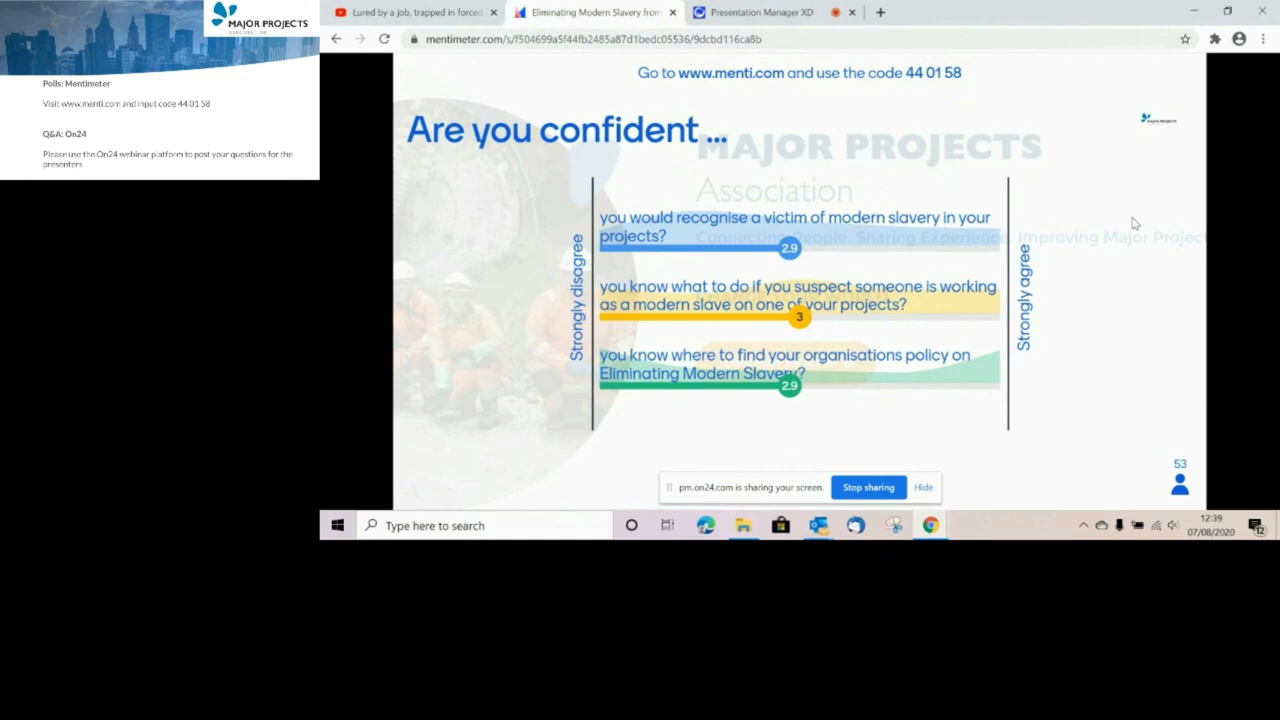 MAJOR PROJECTS
ASSOCIATION
Polls: Mentimeter
Visit www.menti.com and input code 44 01 58
Q&A: On24
Please use the On24 webinar platform to post your questions for the
presenters
Lured by a job, trapped in forced
Eliminating Modern Slavery from
Presentation Manager XD
mentimeter.com/s/f504699a5f44fb2485a87d1bedc05536/9dcbd116ca8b
Go to www.menti.com and use the code 44 01 58
Are you confident ...
MAJOR PROJECTS
Association
Connecting People. Sharing Experience. Improving Major Project
MAJOR PROJECTS
Strongly disagree
you would recognise a victim of modern slavery in your
projects?
2.9
you know what to do if you suspect someone is working
as a modern slave on one of your projects?
3
you know where to find your organisations policy on
Eliminating Modern Slavery?
2.9
Strongly agree
53
pm.on24.com is sharing your screen.
Stop sharing
Hide
Type here to search
12:39
07/08/2020
12